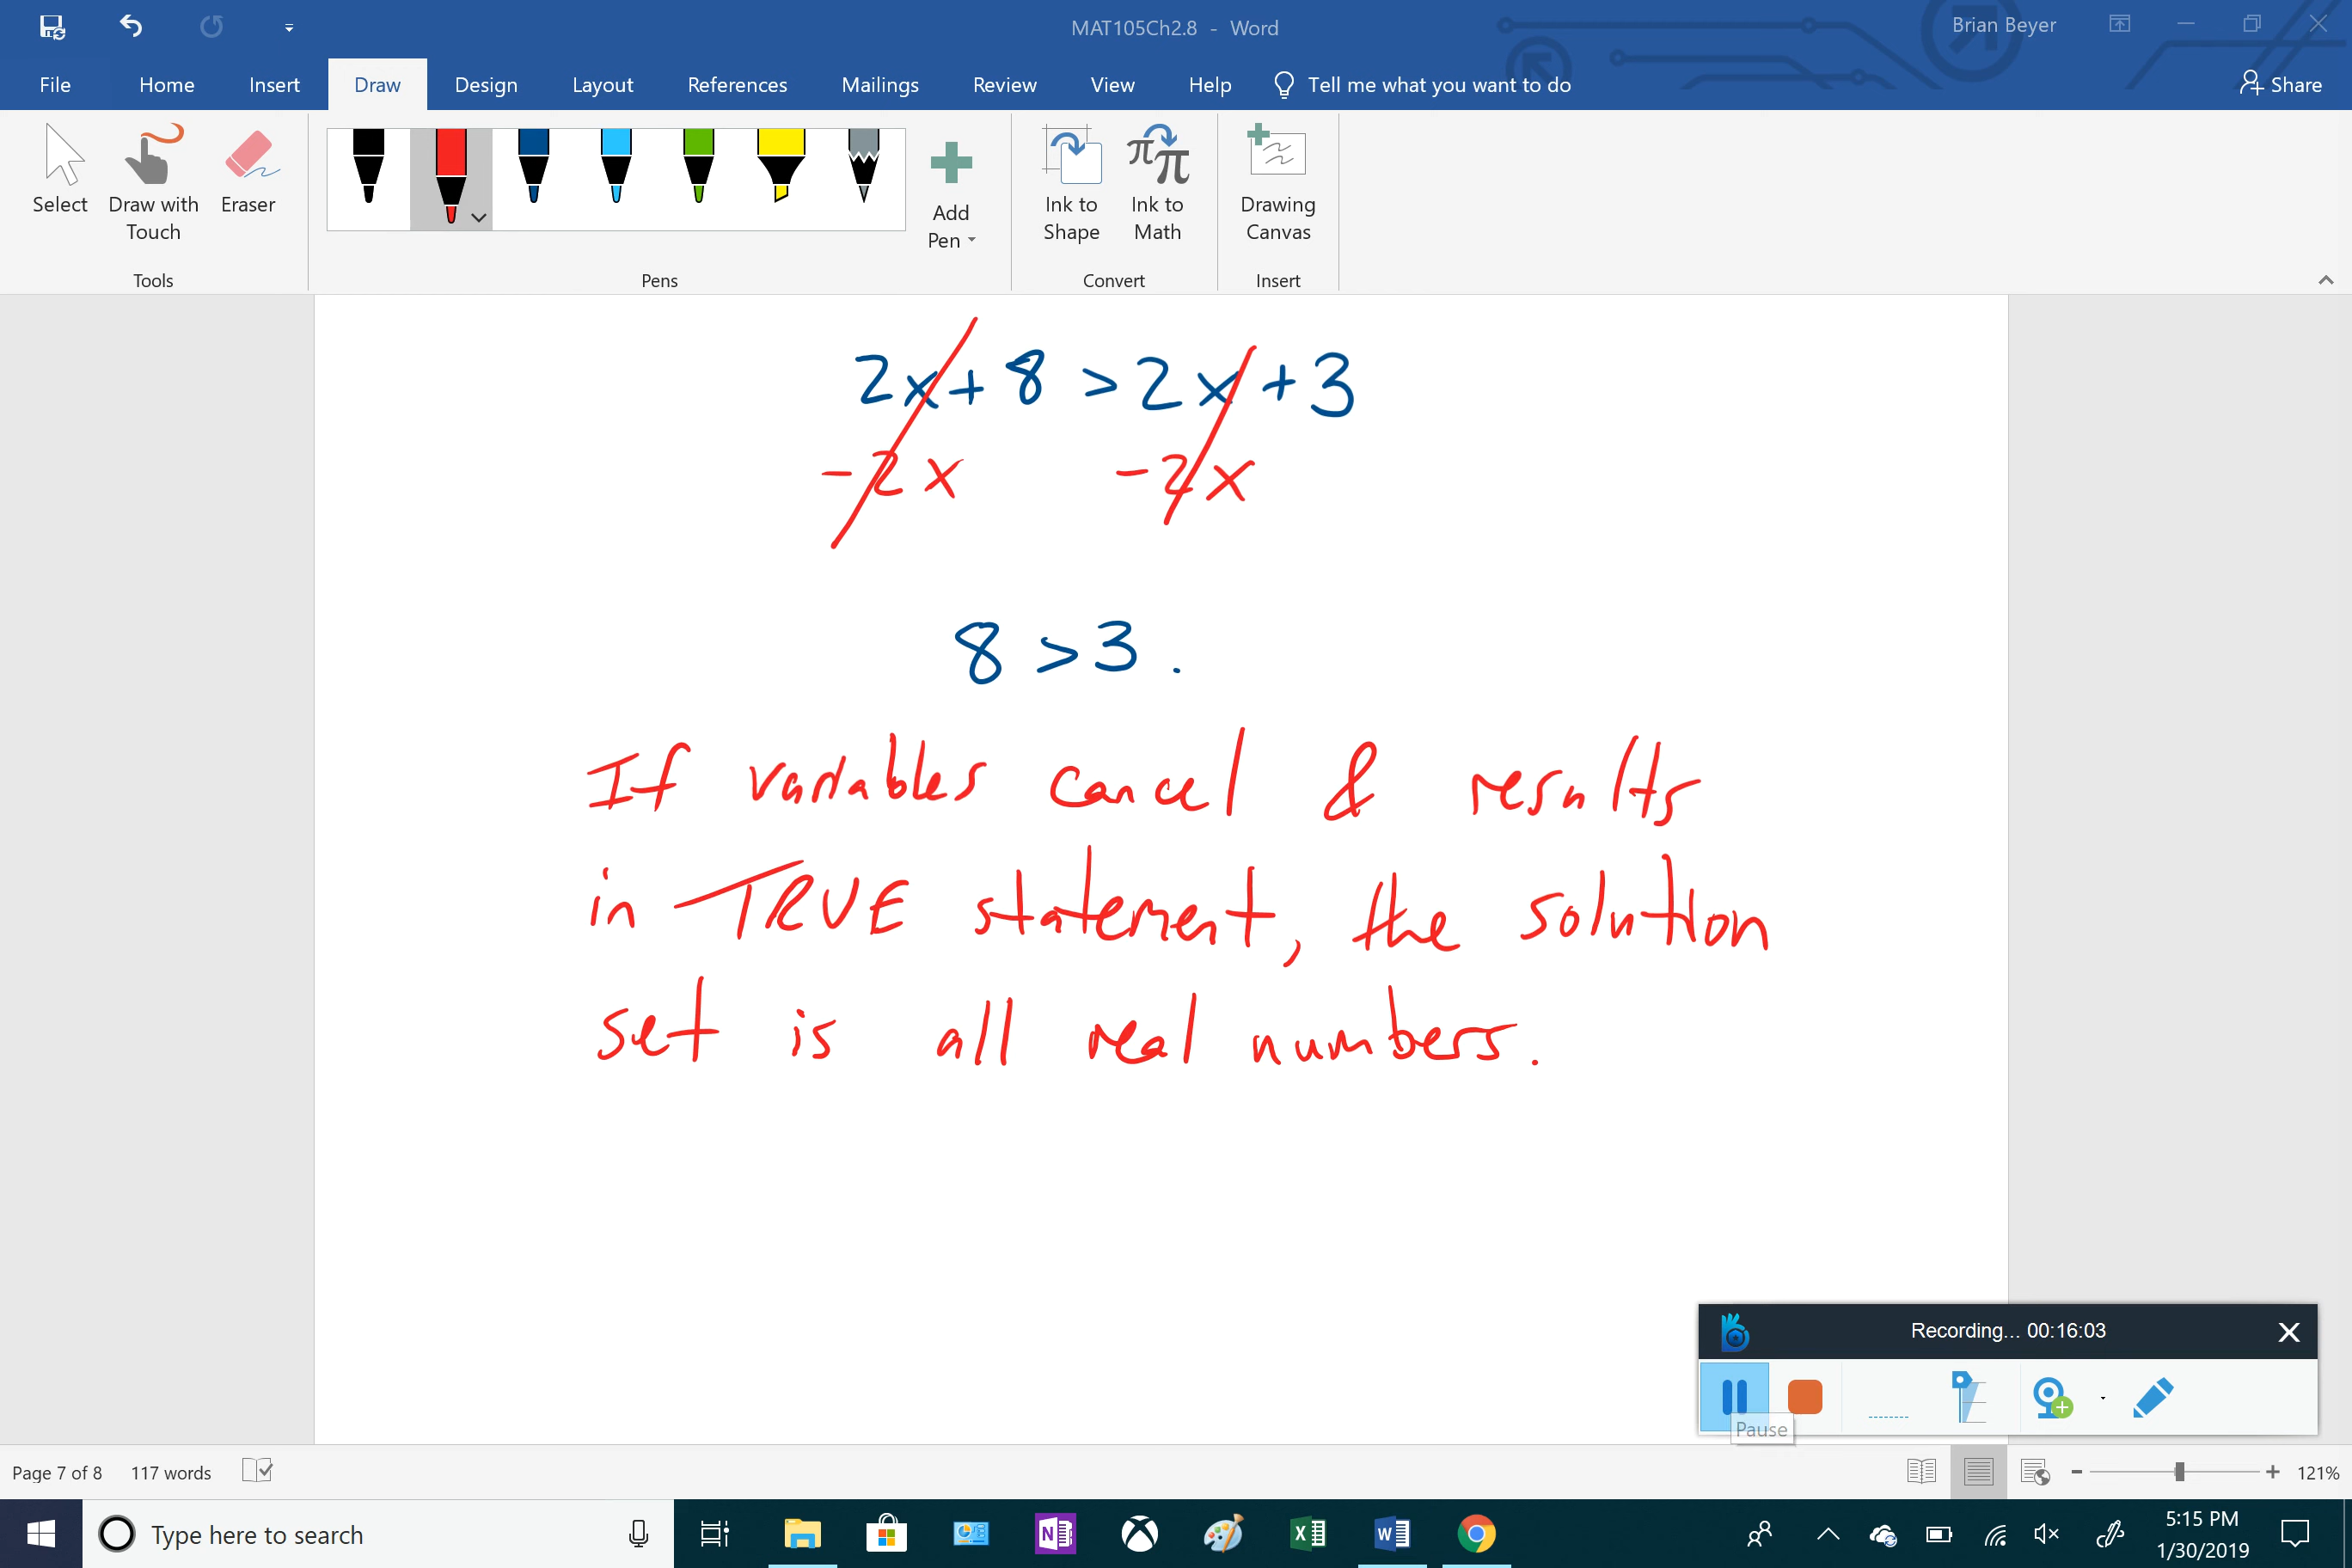 MAT105Ch2.8 - Word
Brian Beyer
File Home Insert Draw Design Layout References Mailings Review View Help Tell me what you want to do Share
Select Draw with Touch Eraser
Add Pen
Ink to Shape Ink to Math
Drawing Canvas
Tools Pens Convert Insert
2x + 8 > 2x + 3
-2x -2x
8 > 3 .
If variables cancel & results
in TRUE statement, the solution
set is all real numbers.
Recording... 00:16:03
Pause
Page 7 of 8 117 words 121%
Type here to search
5:15 PM
1/30/2019